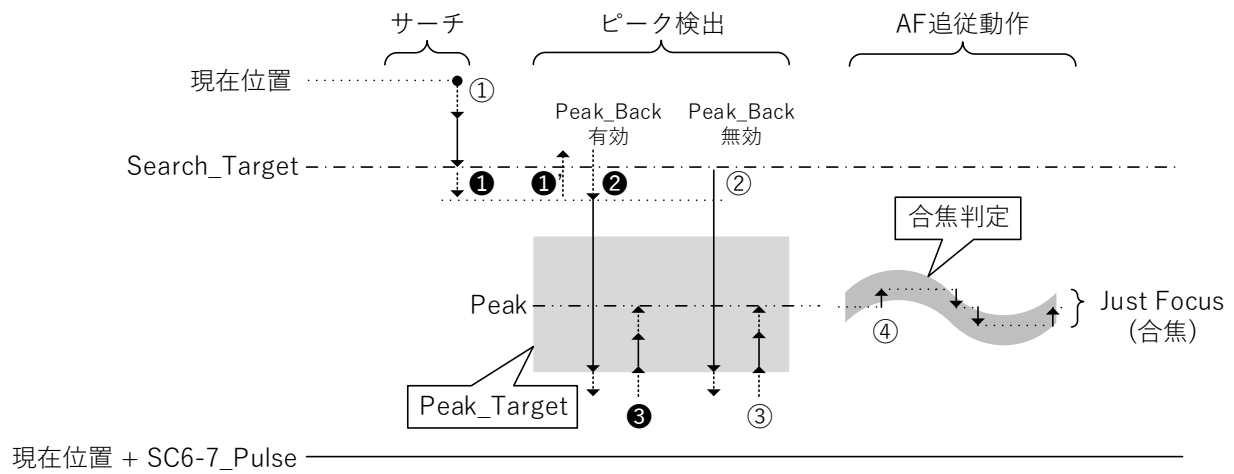 サーチ
ピーク検出
AF追従動作
現在位置
①
Peak_Back
有効
Peak_Back
無効
Search_Target
❶
❶'
❷
②
合焦判定
Peak
Just Focus
(合焦)
④
Peak_Target
❸
③
現在位置 + SC6-7_Pulse